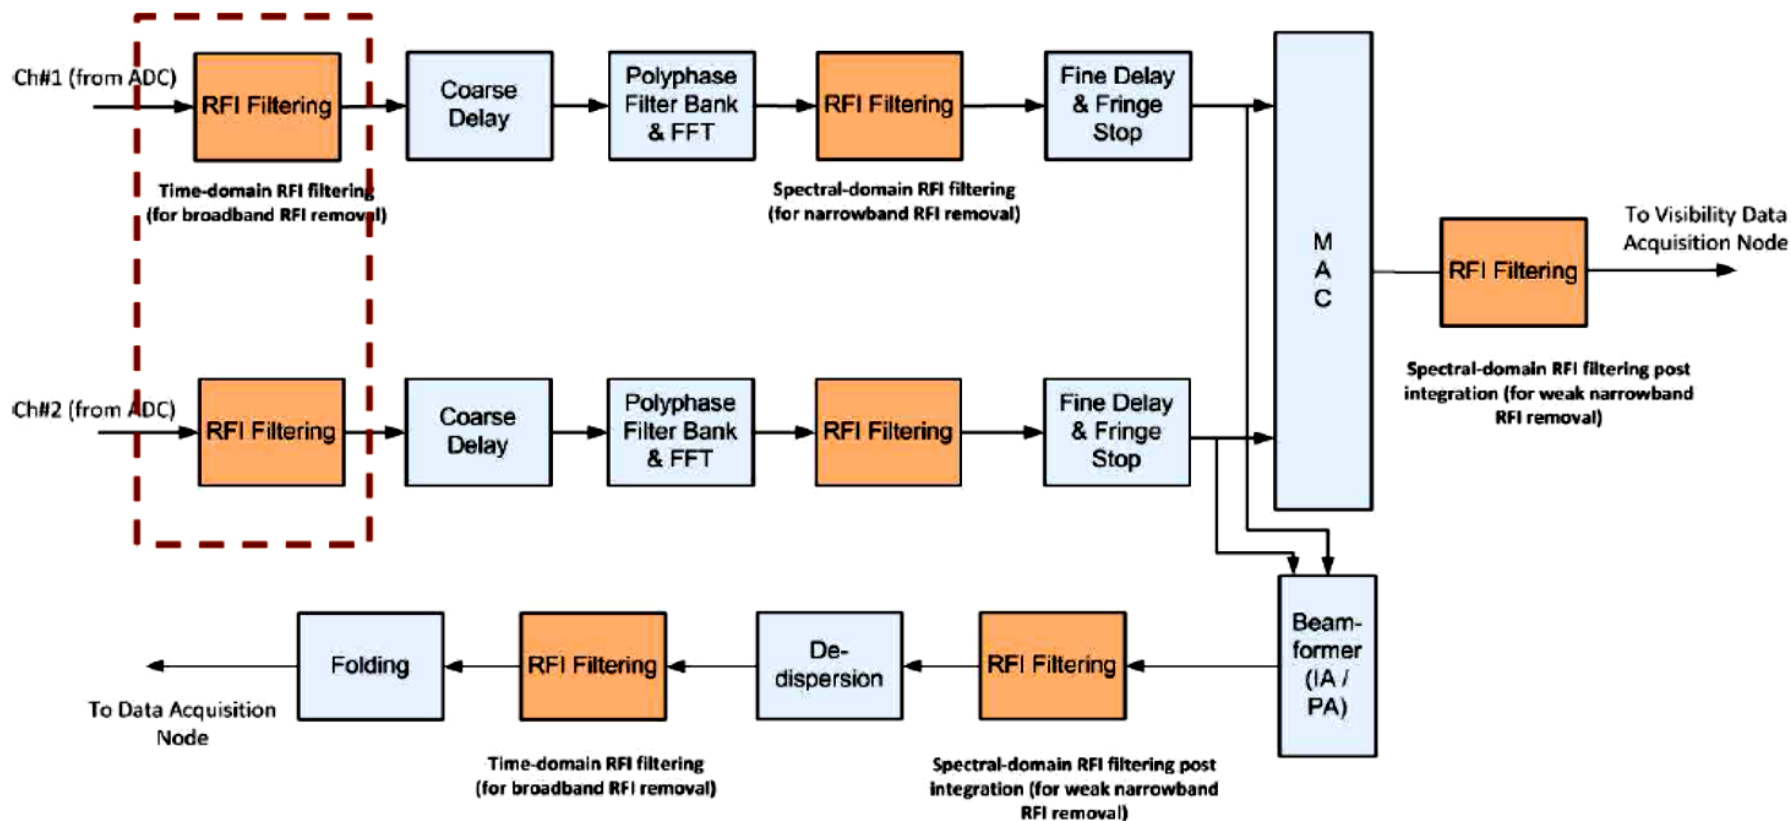 Ch#1 (from ADC)
RFI Filtering
Time-domain RFI filtering
(for broadband RFI removal)
Coarse
Delay
Polyphase
Filter Bank
& FFT
RFI Filtering
Spectral-domain RFI filtering
(for narrowband RFI removal)
Fine Delay
& Fringe
Stop
M
A
C
RFI Filtering
To Visibility Data
Acquisition Node
Spectral-domain RFI filtering post
integration (for weak narrowband
RFI removal)
Ch#2 (from ADC)
RFI Filtering
Coarse
Delay
Polyphase
Filter Bank
& FFT
RFI Filtering
Fine Delay
& Fringe
Stop
Beam-
former
(IA /
PA)
RFI Filtering
Spectral-domain RFI filtering post
integration (for weak narrowband
RFI removal)
De-
dispersion
RFI Filtering
Time-domain RFI filtering
(for broadband RFI removal)
Folding
To Data Acquisition
Node